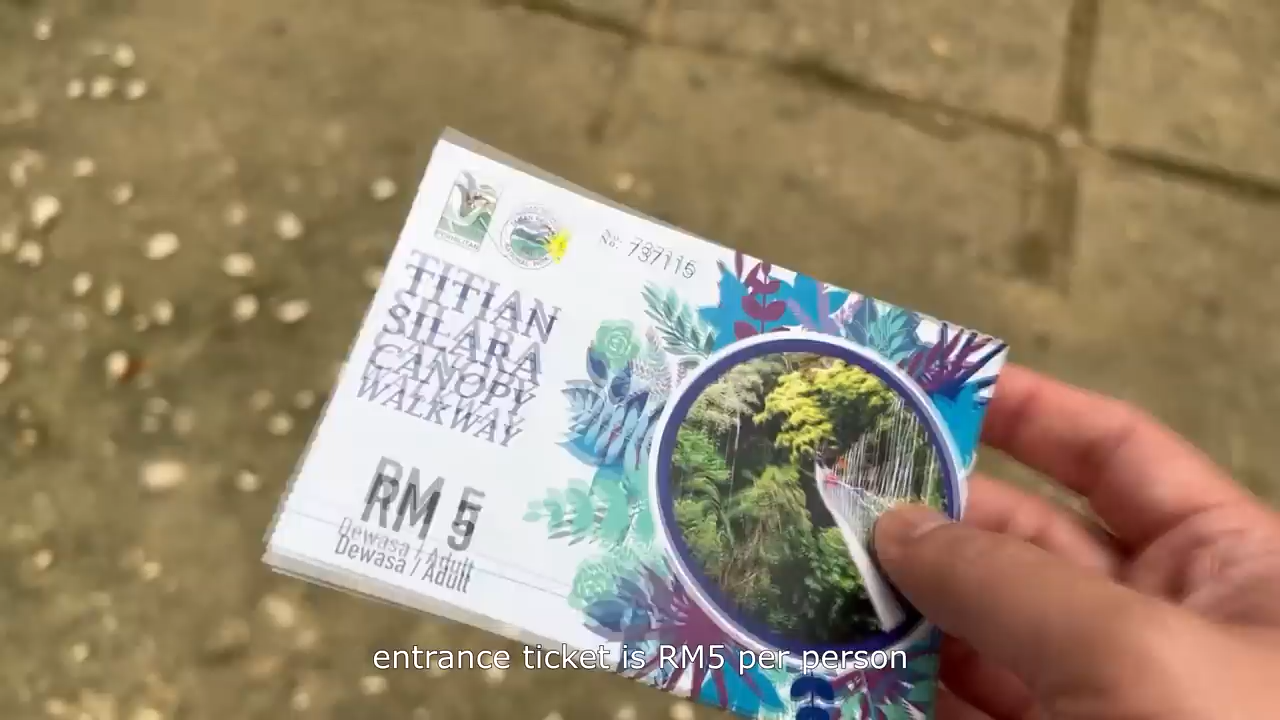 No. 737115
TITIAN
SILARA
CANOPY
WALKWAY
RM 5
Dewasa / Adult
entrance ticket is RM5 per person